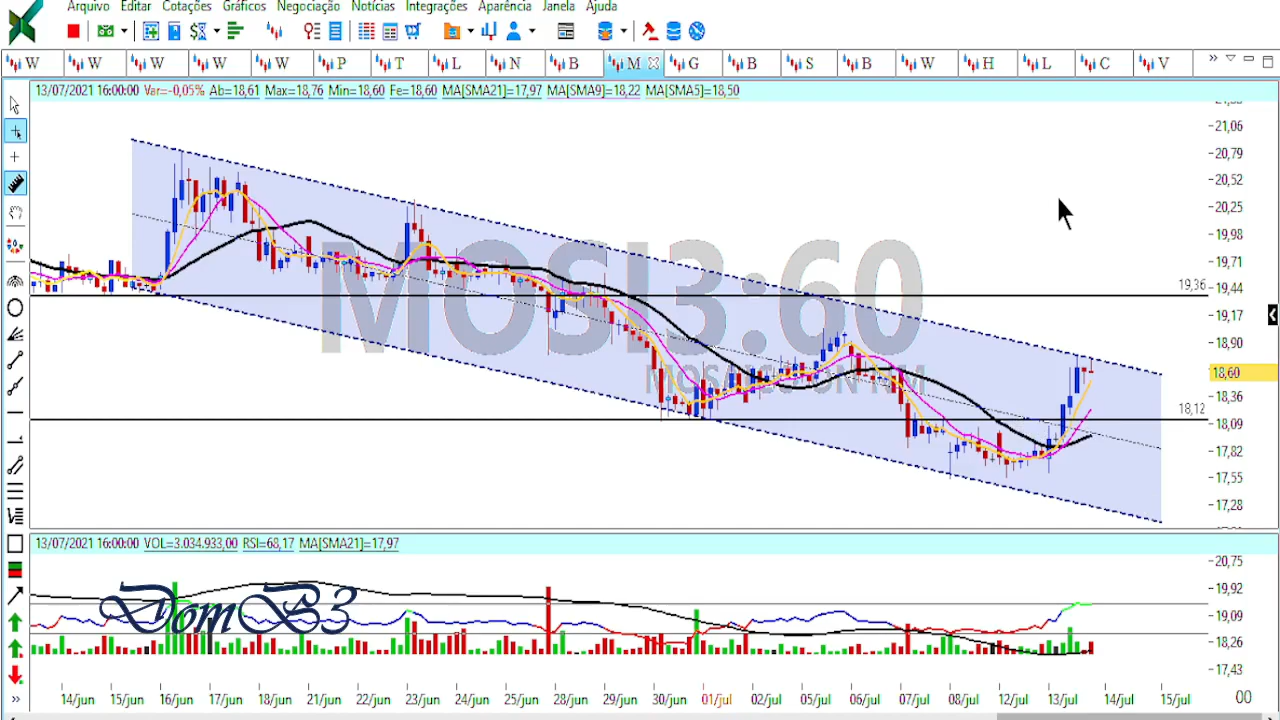 Arquivo Editar Cotações Gráficos Negociação Notícias Integrações Aparência Janela Ajuda
W W W W W P T L N B M G B S B W H L C V
13/07/2021 16:00:00 Var=-0,05% Ab=18,61 Max=18,76 Min=18,60 Fe=18,60 MA[SMA21]=17,97 MA[SMA9]=18,22 MA[SMA5]=18,50
21,06
20,79
20,52
20,25
19,98
19,71
19,44
19,17
18,90
18,60
18,36
18,09
17,82
17,55
17,28
19,36
18,12
MOSI3:60
MOSAICO ON NM
13/07/2021 16:00:00 VOL=3.034.933,00 RSI=68,17 MA[SMA21]=17,97
20,75
19,92
19,09
18,26
17,43
DomB3
14/jun 15/jun 16/jun 17/jun 18/jun 21/jun 22/jun 23/jun 24/jun 25/jun 28/jun 29/jun 30/jun 01/jul 02/jul 05/jul 06/jul 07/jul 08/jul 12/jul 13/jul 14/jul 15/jul 00